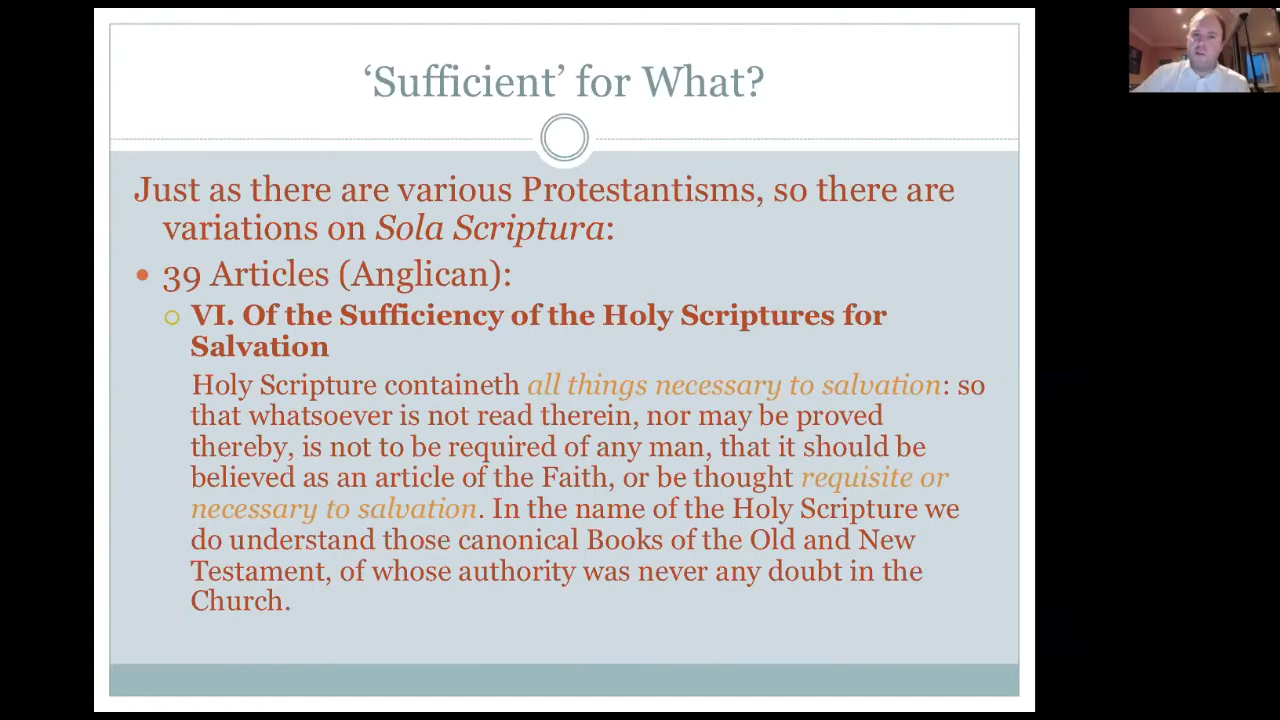 ‘Sufficient’ for What?
Just as there are various Protestantisms, so there are
variations on Sola Scriptura:
• 39 Articles (Anglican):
VI. Of the Sufficiency of the Holy Scriptures for
Salvation
Holy Scripture containeth all things necessary to salvation: so
that whatsoever is not read therein, nor may be proved
thereby, is not to be required of any man, that it should be
believed as an article of the Faith, or be thought requisite or
necessary to salvation. In the name of the Holy Scripture we
do understand those canonical Books of the Old and New
Testament, of whose authority was never any doubt in the
Church.